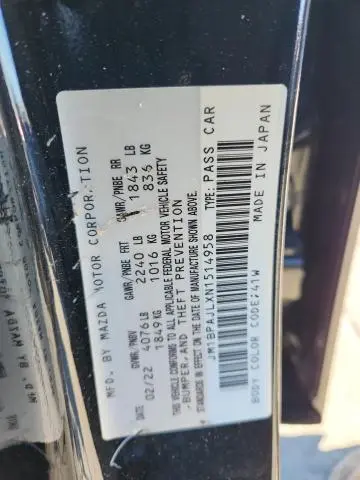 MFD. BY MAZDA MOTOR CORPORATION
GVWR/PNBV GAWR/PNBE FRT GAWR/PNBE RR
02/22 4076 LB 2240 LB 1843 LB
1849 KG 1016 KG 836 KG
THIS VEHICLE CONFORMS TO ALL APPLICABLE FEDERAL MOTOR VEHICLE SAFETY
STANDARDS IN EFFECT ON THE DATE OF MANUFACTURE SHOWN ABOVE.
BUMPER, AND THEFT PREVENTION
JM1BPAJLXN1514958 TYPE: PASS CAR
BODY COLOR CODE:41W MADE IN JAPAN